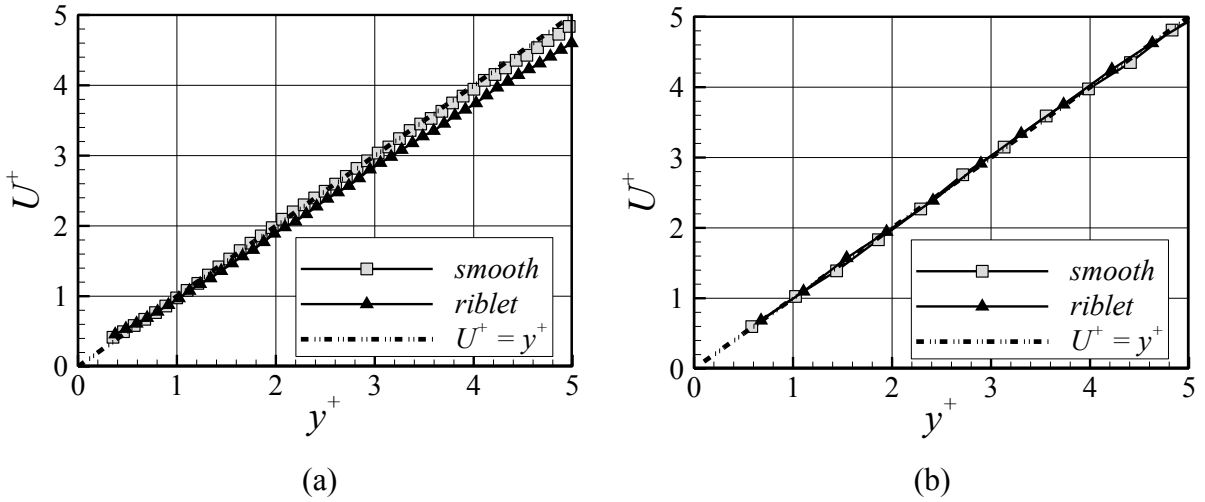 5
4
3
2
1
0
U⁺
0 1 2 3 4 5
y⁺
smooth
riblet
U⁺ = y⁺
(a)
5
4
3
2
1
0
U⁺
0 1 2 3 4 5
y⁺
smooth
riblet
U⁺ = y⁺
(b)